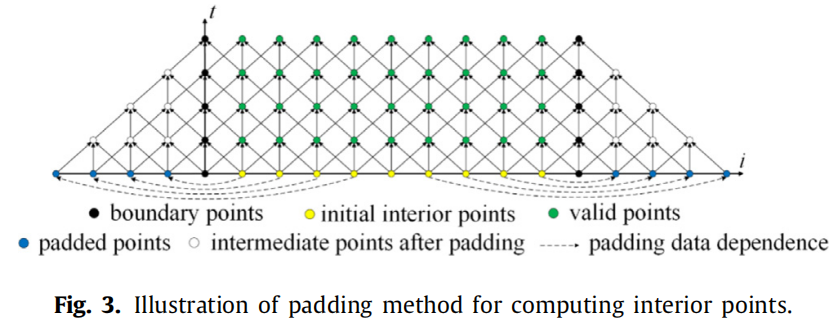 t
i
boundary points initial interior points valid points
padded points intermediate points after padding padding data dependence
Fig. 3. Illustration of padding method for computing interior points.